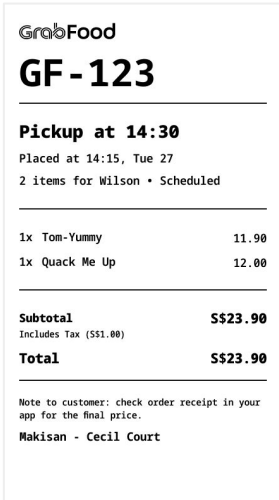 GrabFood
GF-123
Pickup at 14:30
Placed at 14:15, Tue 27
2 items for Wilson • Scheduled
1x Tom-Yummy 11.90
1x Quack Me Up 12.00
Subtotal S$23.90
Includes Tax (S$1.00)
Total S$23.90
Note to customer: check order receipt in your
app for the final price.
Makisan - Cecil Court